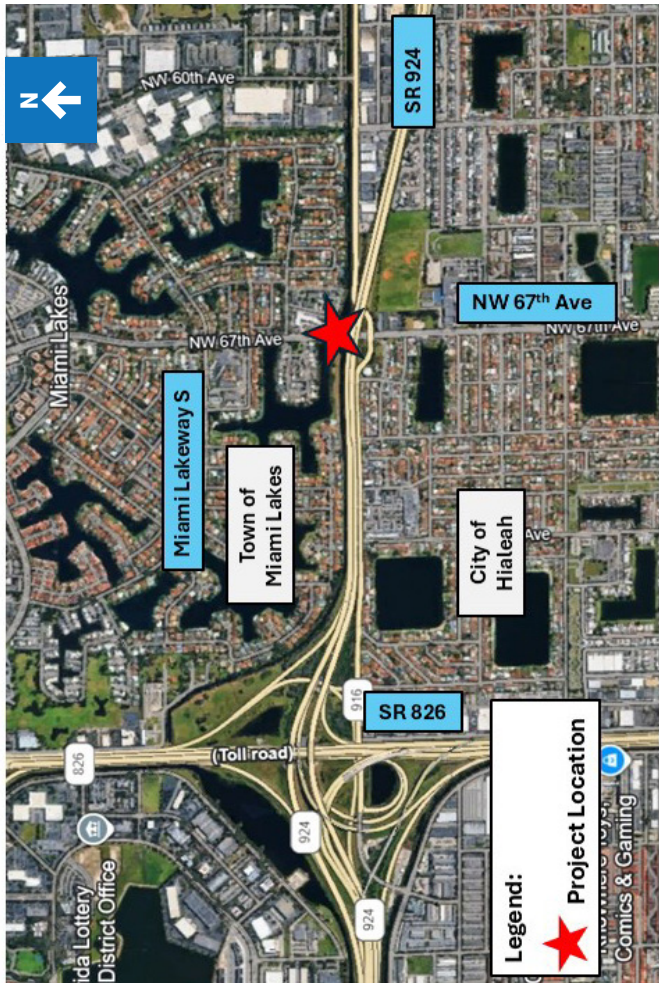 N
NW 60th Ave
SR 924
Miami Lakes
NW 67th Ave
NW 67th Ave
NW 67th Ave
Miami Lakeway S
Town of
Miami Lakes
City of
Hialeah
Ave
SR 826
916
826
(Toll road)
924
924
ida Lottery
District Office
Legend:
Project Location
Comics & Gaming